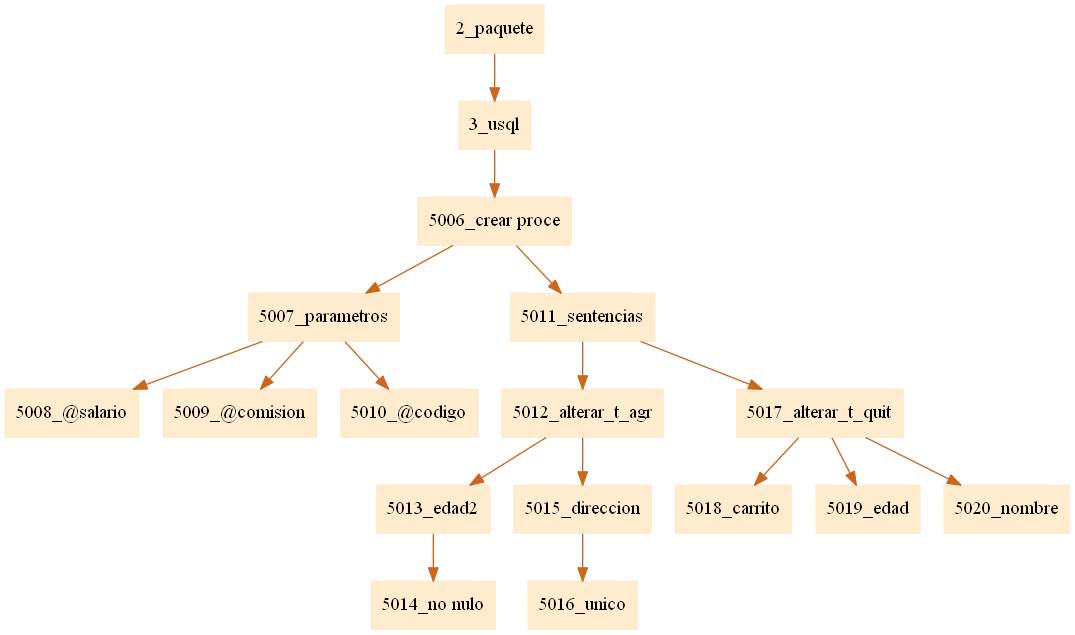 2_paquete
3_usql
5006_crear proce
5007_parametros
5011_sentencias
5008_@salario
5009_@comision
5010_@codigo
5012_alterar_t_agr
5017_alterar_t_quit
5013_edad2
5015_direccion
5018_carrito
5019_edad
5020_nombre
5014_no nulo
5016_unico